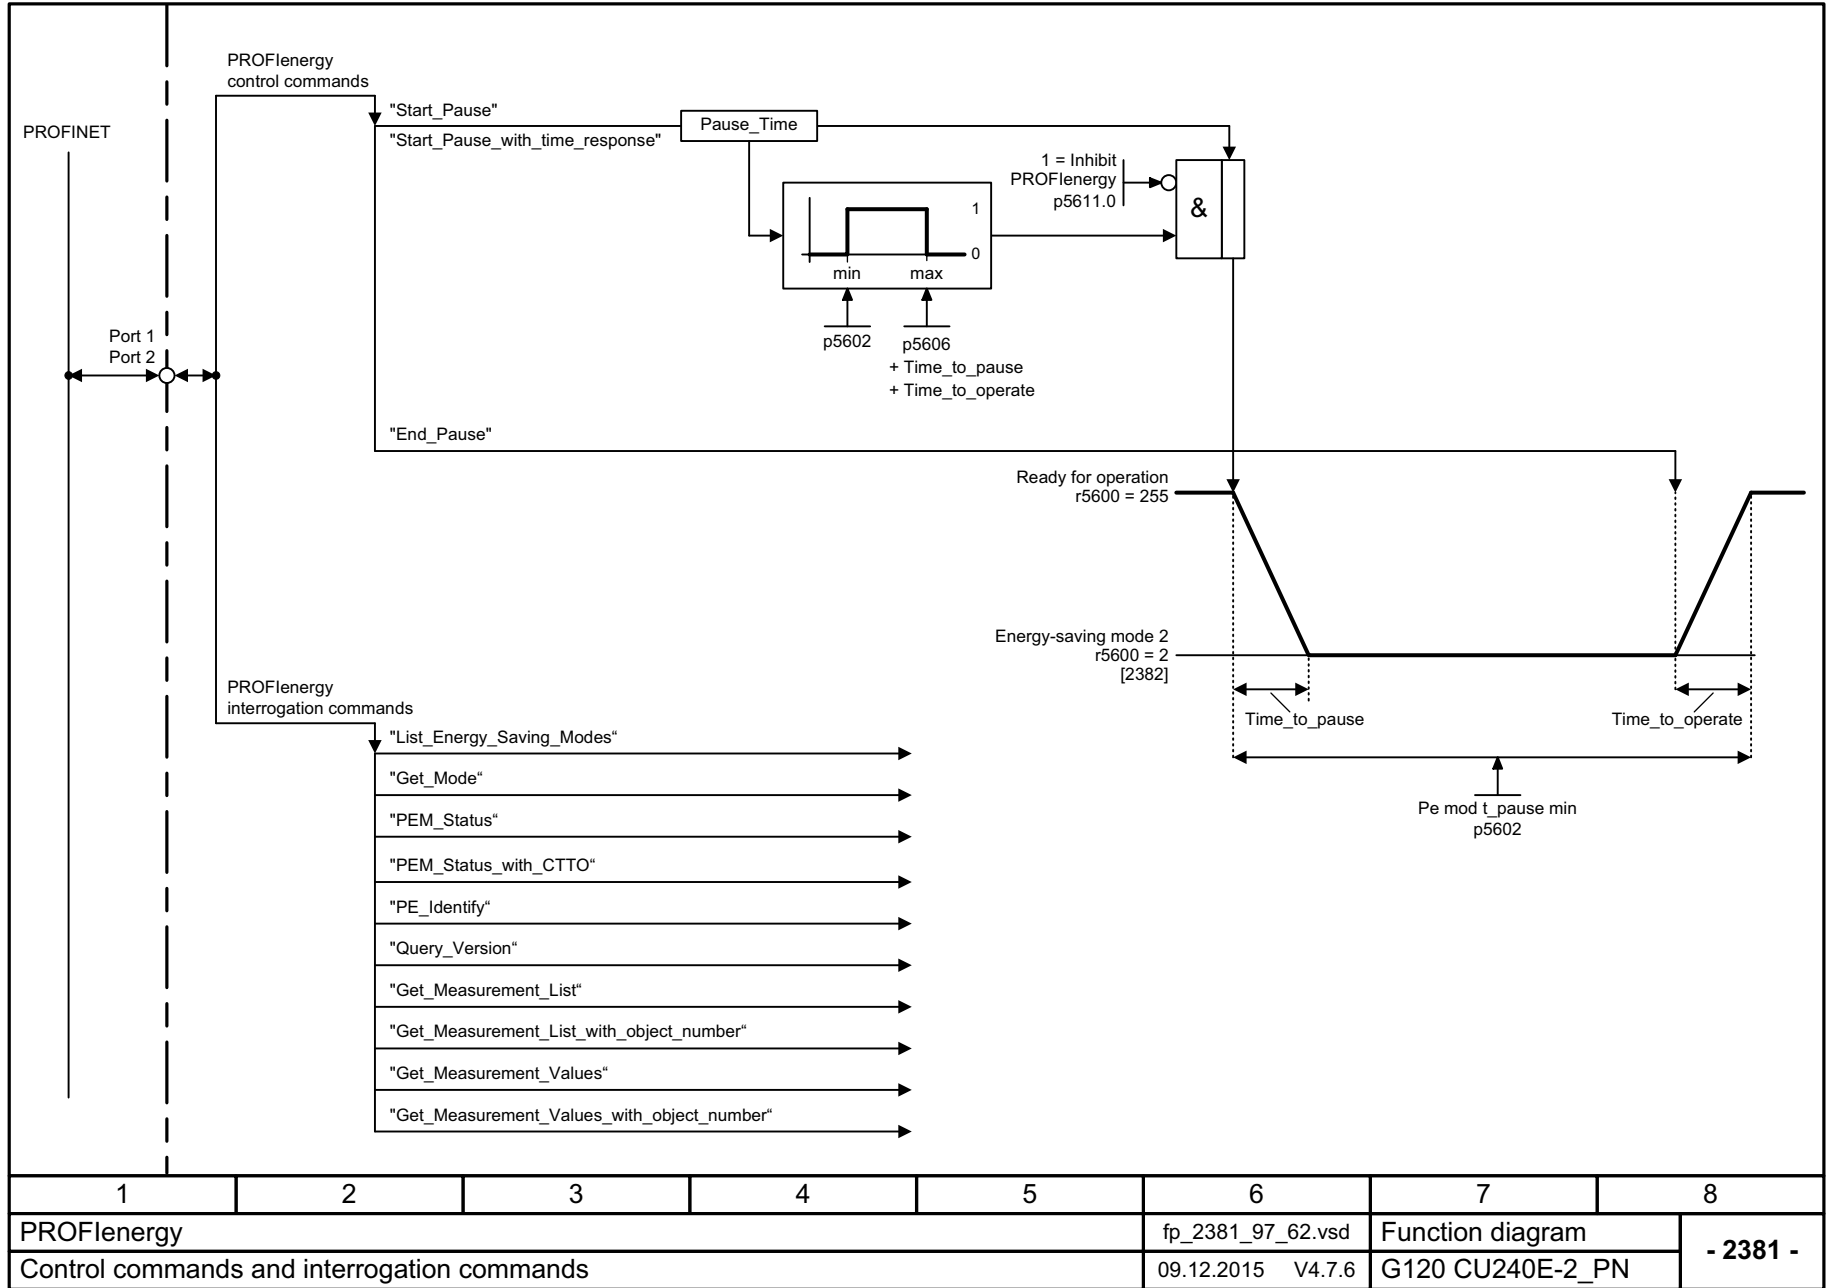 PROFIenergy
control commands
PROFINET
"Start_Pause"
"Start_Pause_with_time_response"
Pause_Time
1 = Inhibit
PROFIenergy
p5611.0
&
1
0
min
max
p5602
p5606
+ Time_to_pause
+ Time_to_operate
Port 1
Port 2
"End_Pause"
Ready for operation
r5600 = 255
Energy-saving mode 2
r5600 = 2
[2382]
Time_to_pause
Time_to_operate
Pe mod t_pause min
p5602
PROFIenergy
interrogation commands
"List_Energy_Saving_Modes“
"Get_Mode“
"PEM_Status“
"PEM_Status_with_CTTO“
"PE_Identify“
"Query_Version“
"Get_Measurement_List“
"Get_Measurement_List_with_object_number“
"Get_Measurement_Values“
"Get_Measurement_Values_with_object_number“
1 2 3 4 5 6 7 8
PROFIenergy
fp_2381_97_62.vsd
Function diagram
- 2381 -
Control commands and interrogation commands
09.12.2015 V4.7.6
G120 CU240E-2_PN